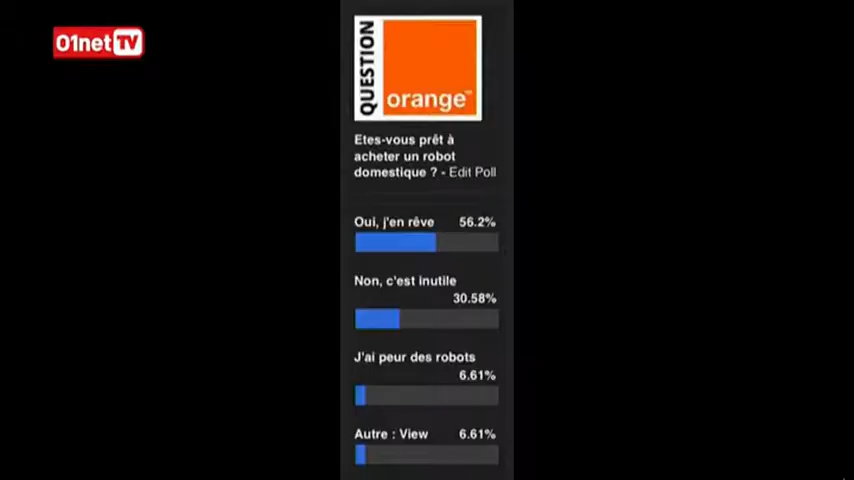 01net TV
QUESTION
orange™
Etes-vous prêt à
acheter un robot
domestique ? - Edit Poll
Oui, j'en rêve 56.2%
Non, c'est inutile
30.58%
J'ai peur des robots
6.61%
Autre : View 6.61%